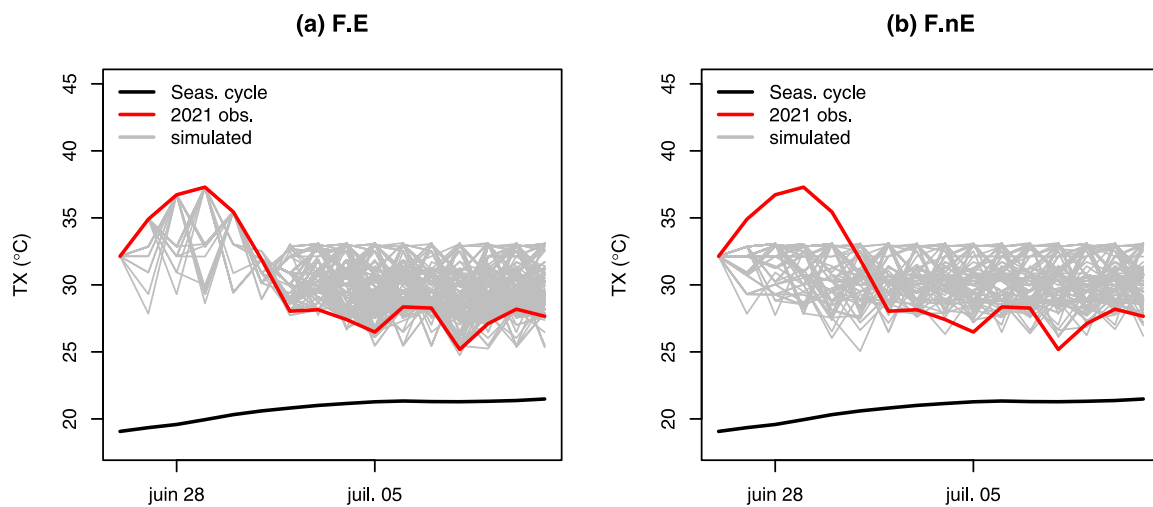 (a) F.E
TX (°C)
45
40
35
30
25
20
Seas. cycle
2021 obs.
simulated
juin 28
juil. 05
(b) F.nE
TX (°C)
45
40
35
30
25
20
Seas. cycle
2021 obs.
simulated
juin 28
juil. 05